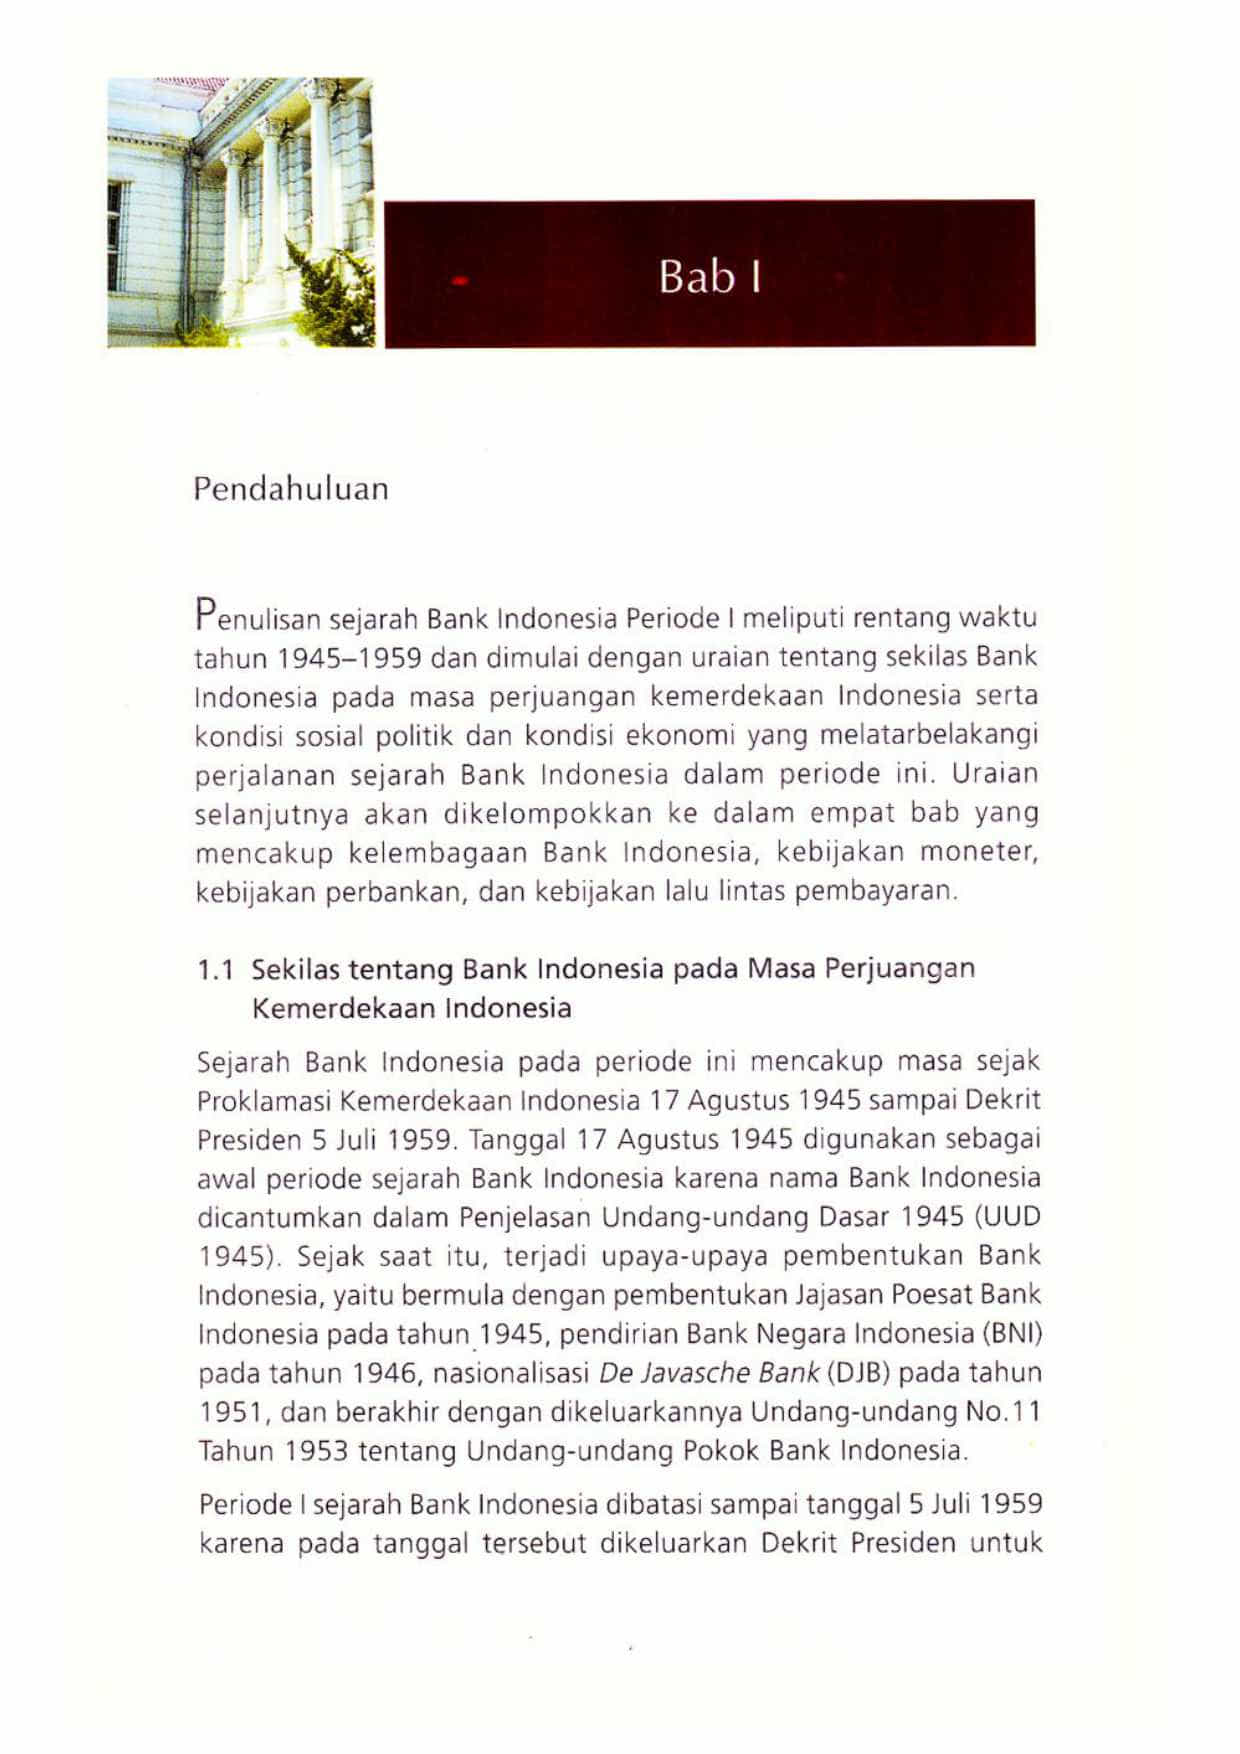 Bab I
Pendahuluan
Penulisan sejarah Bank Indonesia Periode I meliputi rentang waktu
tahun 1945–1959 dan dimulai dengan uraian tentang sekilas Bank
Indonesia pada masa perjuangan kemerdekaan Indonesia serta
kondisi sosial politik dan kondisi ekonomi yang melatarbelakangi
perjalanan sejarah Bank Indonesia dalam periode ini. Uraian
selanjutnya akan dikelompokkan ke dalam empat bab yang
mencakup kelembagaan Bank Indonesia, kebijakan moneter,
kebijakan perbankan, dan kebijakan lalu lintas pembayaran.
1.1 Sekilas tentang Bank Indonesia pada Masa Perjuangan
Kemerdekaan Indonesia
Sejarah Bank Indonesia pada periode ini mencakup masa sejak
Proklamasi Kemerdekaan Indonesia 17 Agustus 1945 sampai Dekrit
Presiden 5 Juli 1959. Tanggal 17 Agustus 1945 digunakan sebagai
awal periode sejarah Bank Indonesia karena nama Bank Indonesia
dicantumkan dalam Penjelasan Undang-undang Dasar 1945 (UUD
1945). Sejak saat itu, terjadi upaya-upaya pembentukan Bank
Indonesia, yaitu bermula dengan pembentukan Jajasan Poesat Bank
Indonesia pada tahun 1945, pendirian Bank Negara Indonesia (BNI)
pada tahun 1946, nasionalisasi De Javasche Bank (DJB) pada tahun
1951, dan berakhir dengan dikeluarkannya Undang-undang No.11
Tahun 1953 tentang Undang-undang Pokok Bank Indonesia.
Periode I sejarah Bank Indonesia dibatasi sampai tanggal 5 Juli 1959
karena pada tanggal tersebut dikeluarkan Dekrit Presiden untuk